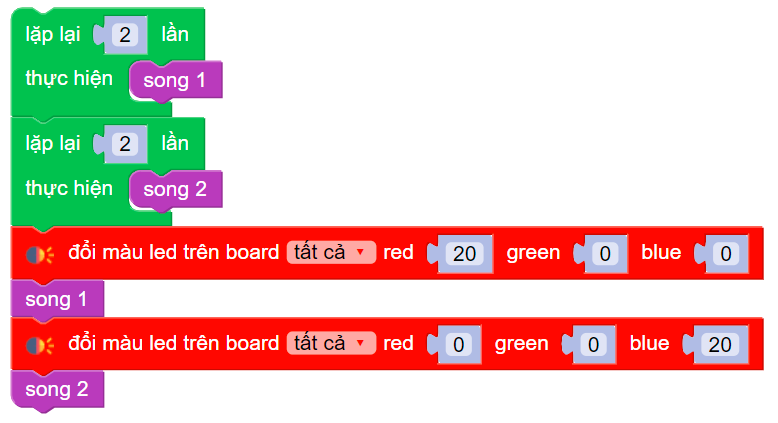 lặp lại 2 lần
thực hiện song 1
lặp lại 2 lần
thực hiện song 2
đổi màu led trên board tất cả red 20 green 0 blue 0
song 1
đổi màu led trên board tất cả red 0 green 0 blue 20
song 2